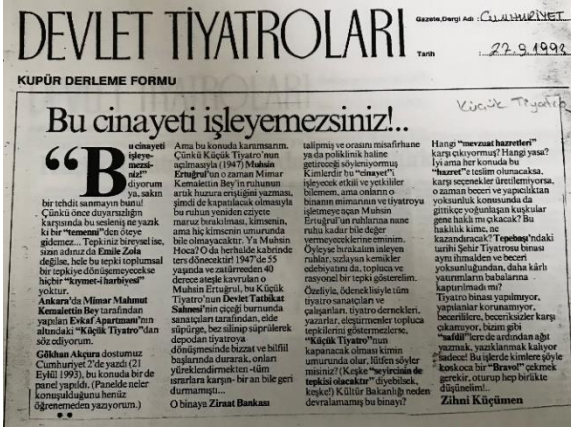 DEVLET TİYATROLARI
Gazete, Dergi Adı : CUMHURİYET
Tarih : 27.9.1993
KUPÜR DERLEME FORMU
Küçük Tiyatro
Bu cinayeti işleyemezsiniz!..
“Bu cinayeti
işleye-
mezsi-
niz!”
diyorum
ya, sakın
bir tehdit sanmayın bunu!
Çünkü önce duyarsızlığın
karşısında bu sesleniş ne yazık
ki bir “temenni”den öteye
gidemez... Tepkiniz bireysel ise,
sizin adınız da Emile Zola
değilse, hele bu tepki toplumsal
bir tepkiye dönüşemeyecekse
hiçbir “kıymet-i harbiyesi”
yoktur.
Ankara'da Mimar Mahmut
Kemalettin Bey tarafından
yapılan Evkaf Apartmanı'nın
altındaki “Küçük Tiyatro”dan
söz ediyorum.
Gökhan Akçura dostumuz
Cumhuriyet 2'de yazdı (21
Eylül 1993), bu konuda bir de
panel yapıldı. (Panelde neler
konuşulduğunu henüz
öğrenemeden yazıyorum.)
Ama bu konuda karamsarım.
Çünkü Küçük Tiyatro'nun
açılmasıyla (1947) Muhsin
Ertuğrul'un o zaman Mimar
Kemalettin Bey'in ruhunun
artık huzura eriştiğini yazması,
şimdi de kapatılacak olmasıyla
bu ruhun yeniden eziyete
maruz bırakılması, kimsenin,
ama hiç kimsenin umurunda
bile olmayacaktır. Ya Muhsin
Hoca? O da herhalde kabrinde
ters dönecektir! 1947'de 55
yaşında ve zatürreeden 40
derece ateşle kavrulan o
Muhsin Ertuğrul, bu Küçük
Tiyatro'nun Devlet Tatbikat
Sahnesi'nin çiçeği burnunda
sanatçıları tarafından, elde
süpürge, bez silinip süpürülerek
depodan tiyatroya
dönüşmesinde bizzat ve bilfiil
başlarında durarak, onları
yüreklendirmekten -tüm
ısrarlara karşın- bir an bile geri
durmamıştı...
O binaya Ziraat Bankası
talipmiş ve orasını misafirhane
ya da poliklinik haline
getireceği söyleniyormuş
Kimlerdir bu “cinayet”i
işleyecek etkili ve yetkililer
bilemem, ama onların o
binanın mimarının ve tiyatroyu
işletmeye açan Muhsin
Ertuğrul'un ruhlarına nane
ruhu kadar bile değer
vermeyeceklerine eminim.
Öyleyse bırakalım inleyen
ruhlar, sızlayan kemikler
edebiyatını da, topluca ve
rasyonel bir tepki gösterelim.
Özellikle, ödenekli siyle tüm
tiyatro sanatçıları ve
çalışanları, tiyatro dernekleri,
yazarlar, eleştirmenler topluca
tepkilerini göstermezlerse,
“Küçük Tiyatro”nun
kapanacak olması kimin
umurunda olur, lütfen söyler
misiniz? (Keşke “seyircinin de
tepkisi olacaktır” diyebilsek,
keşke!) Kültür Bakanlığı neden
devralamamış bu binayı?
Hangi “mevzuat hazretleri”
karşı çıkıyormuş? Hangi yasa?
İyi ama her konuda bu
“hazret”e teslim olunacaksa,
karşı seçenekler üretilemiyorsa,
o zaman beceri ve yapıcılıktan
yoksunluk konusunda da
gittikçe yoğunlaşan kuşkular
gene haklı mı çıkacak? Bu
haklılık kime, ne
kazandıracak? Tepebaşı'ndaki
tarihi Şehir Tiyatrosu binası
aynı ihmalden ve beceri
yoksunluğundan, daha kârlı
yatırımların babalarına
kaptırılmadı mı?
Tiyatro binası yapılmıyor,
yapılanlar korunamıyor,
becerililere, beceriksizler karşı
çıkamıyor, bizim gibi
“safdil”lere de ardından ağıt
yazmak, yazıklanmak kalıyor
sadece! Bu işlerde kimlere şöyle
koskoca bir “Bravo!” çekmek
gerekir, oturup hep birlikte
düşünelim!..
Zihni Küçümen